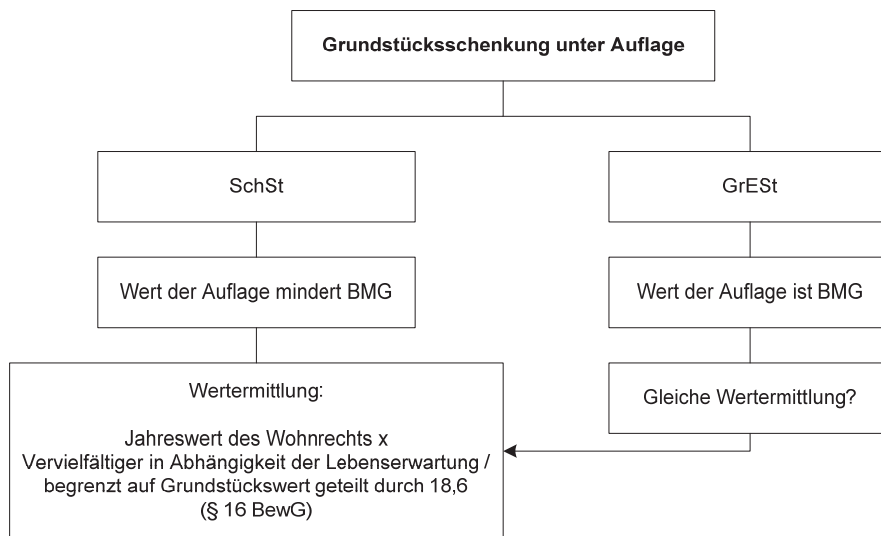 Grundstücksschenkung unter Auflage
SchSt
GrESt
Wert der Auflage mindert BMG
Wert der Auflage ist BMG
Wertermittlung:
Jahreswert des Wohnrechts x
Vervielfältiger in Abhängigkeit der Lebenserwartung /
begrenzt auf Grundstückswert geteilt durch 18,6
(§ 16 BewG)
Gleiche Wertermittlung?